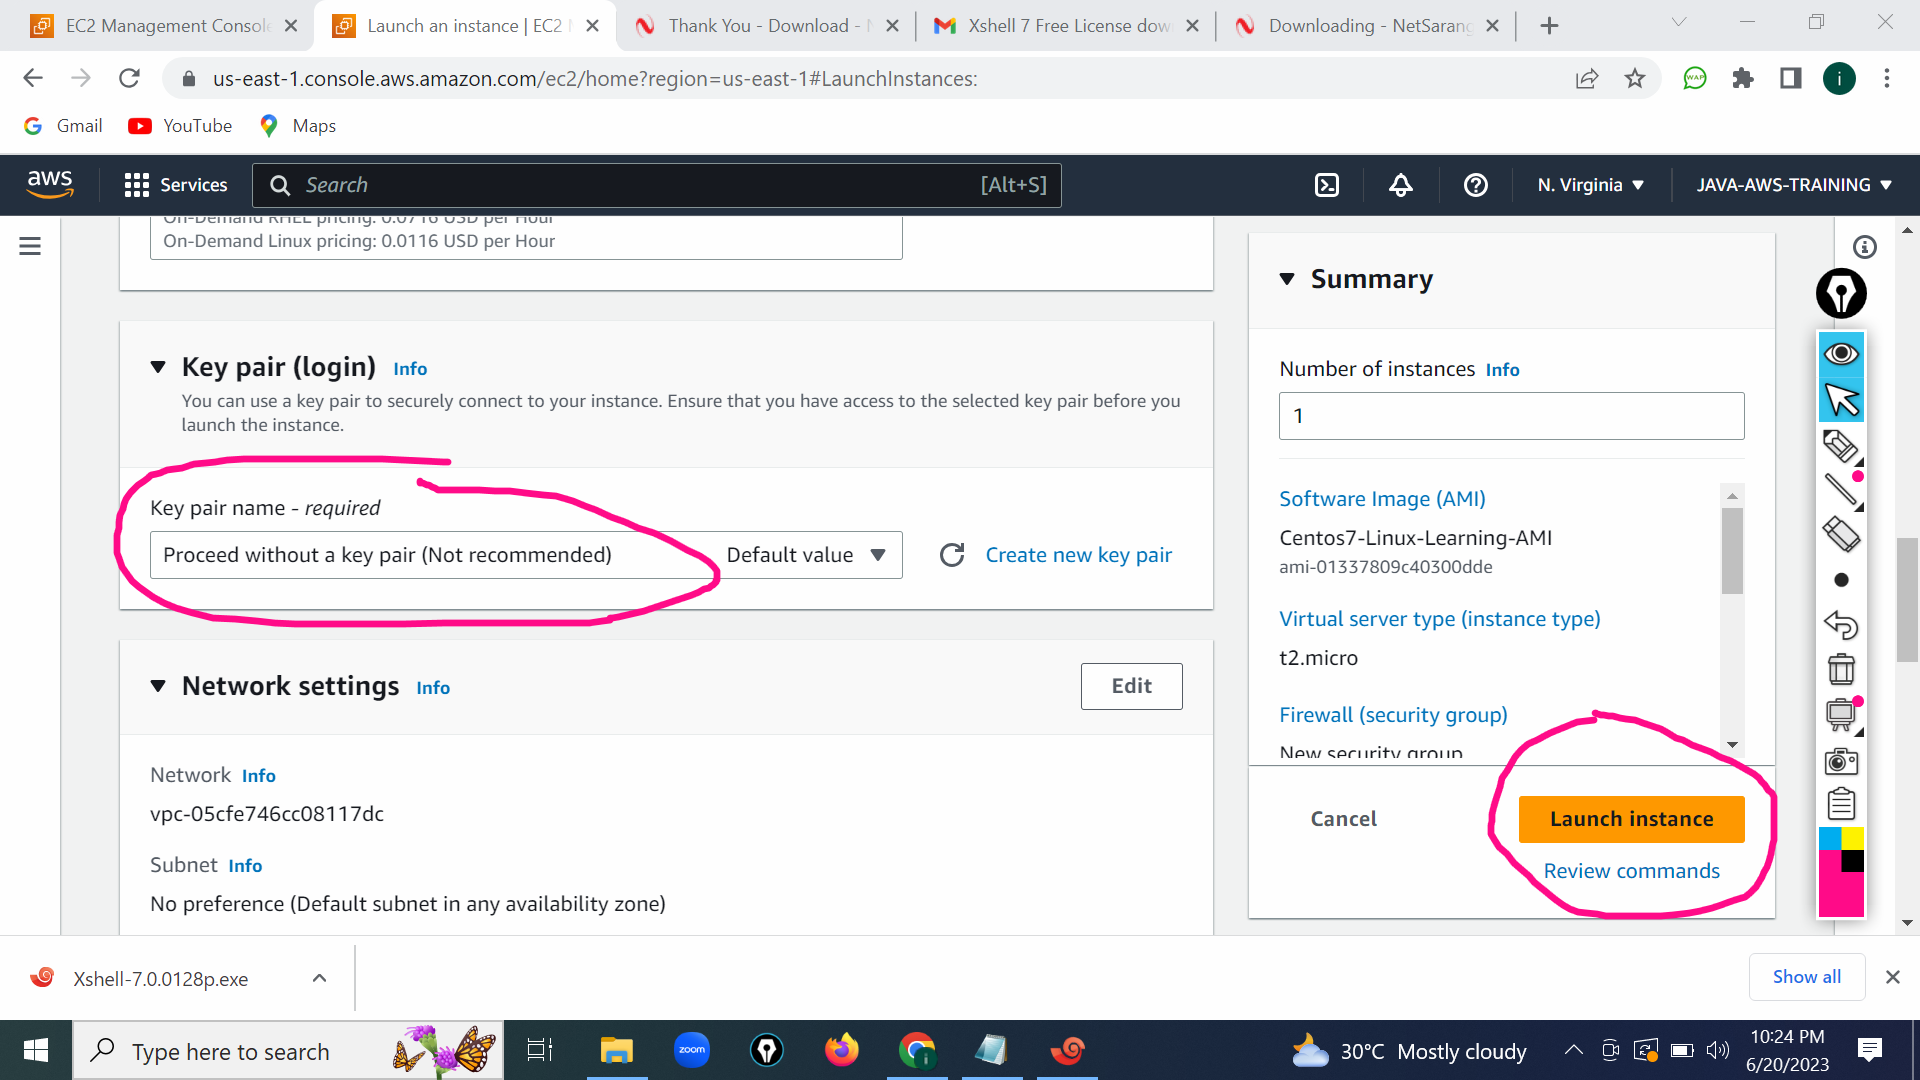 EC2 Management Console
Launch an instance | EC2
Thank You - Download -
Xshell 7 Free License dow
Downloading - NetSarang
us-east-1.console.aws.amazon.com/ec2/home?region=us-east-1#LaunchInstances:
WAP
i
Gmail
YouTube
Maps
aws
Services
Search
[Alt+S]
N. Virginia
JAVA-AWS-TRAINING
On-Demand RHEL pricing: 0.0716 USD per Hour
On-Demand Linux pricing: 0.0116 USD per Hour
Key pair (login) Info
You can use a key pair to securely connect to your instance. Ensure that you have access to the selected key pair before you
launch the instance.
Key pair name - required
Proceed without a key pair (Not recommended)
Default value
Create new key pair
Network settings Info
Edit
Network Info
vpc-05cfe746cc08117dc
Subnet Info
No preference (Default subnet in any availability zone)
Summary
Number of instances Info
1
Software Image (AMI)
Centos7-Linux-Learning-AMI
ami-01337809c40300dde
Virtual server type (instance type)
t2.micro
Firewall (security group)
New security group
Cancel
Launch instance
Review commands
Xshell-7.0.0128p.exe
Show all
Type here to search
zoom
30°C Mostly cloudy
10:24 PM
6/20/2023